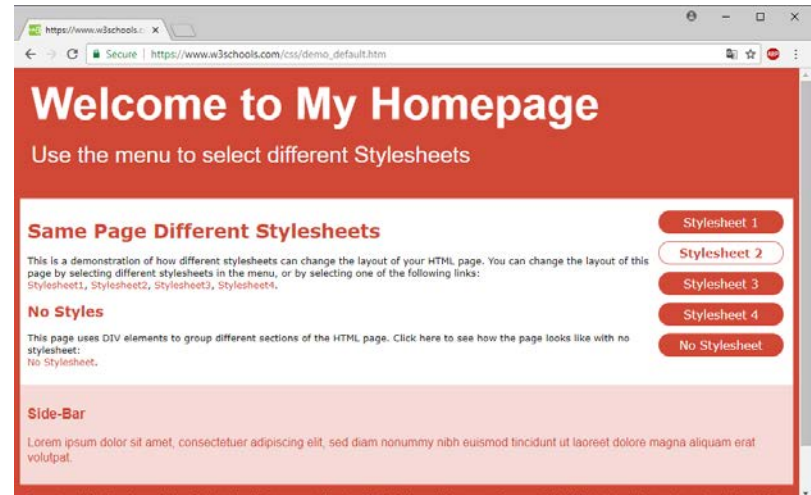 https://www.w3schools.c
Secure | https://www.w3schools.com/css/demo_default.htm
ABP
Welcome to My Homepage
Use the menu to select different Stylesheets
Same Page Different Stylesheets
This is a demonstration of how different stylesheets can change the layout of your HTML page. You can change the layout of this
page by selecting different stylesheets in the menu, or by selecting one of the following links:
Stylesheet1, Stylesheet2, Stylesheet3, Stylesheet4.
No Styles
This page uses DIV elements to group different sections of the HTML page. Click here to see how the page looks like with no
stylesheet:
No Stylesheet.
Stylesheet 1
Stylesheet 2
Stylesheet 3
Stylesheet 4
No Stylesheet
Side-Bar
Lorem ipsum dolor sit amet, consectetuer adipiscing elit, sed diam nonummy nibh euismod tincidunt ut laoreet dolore magna aliquam erat
volutpat.